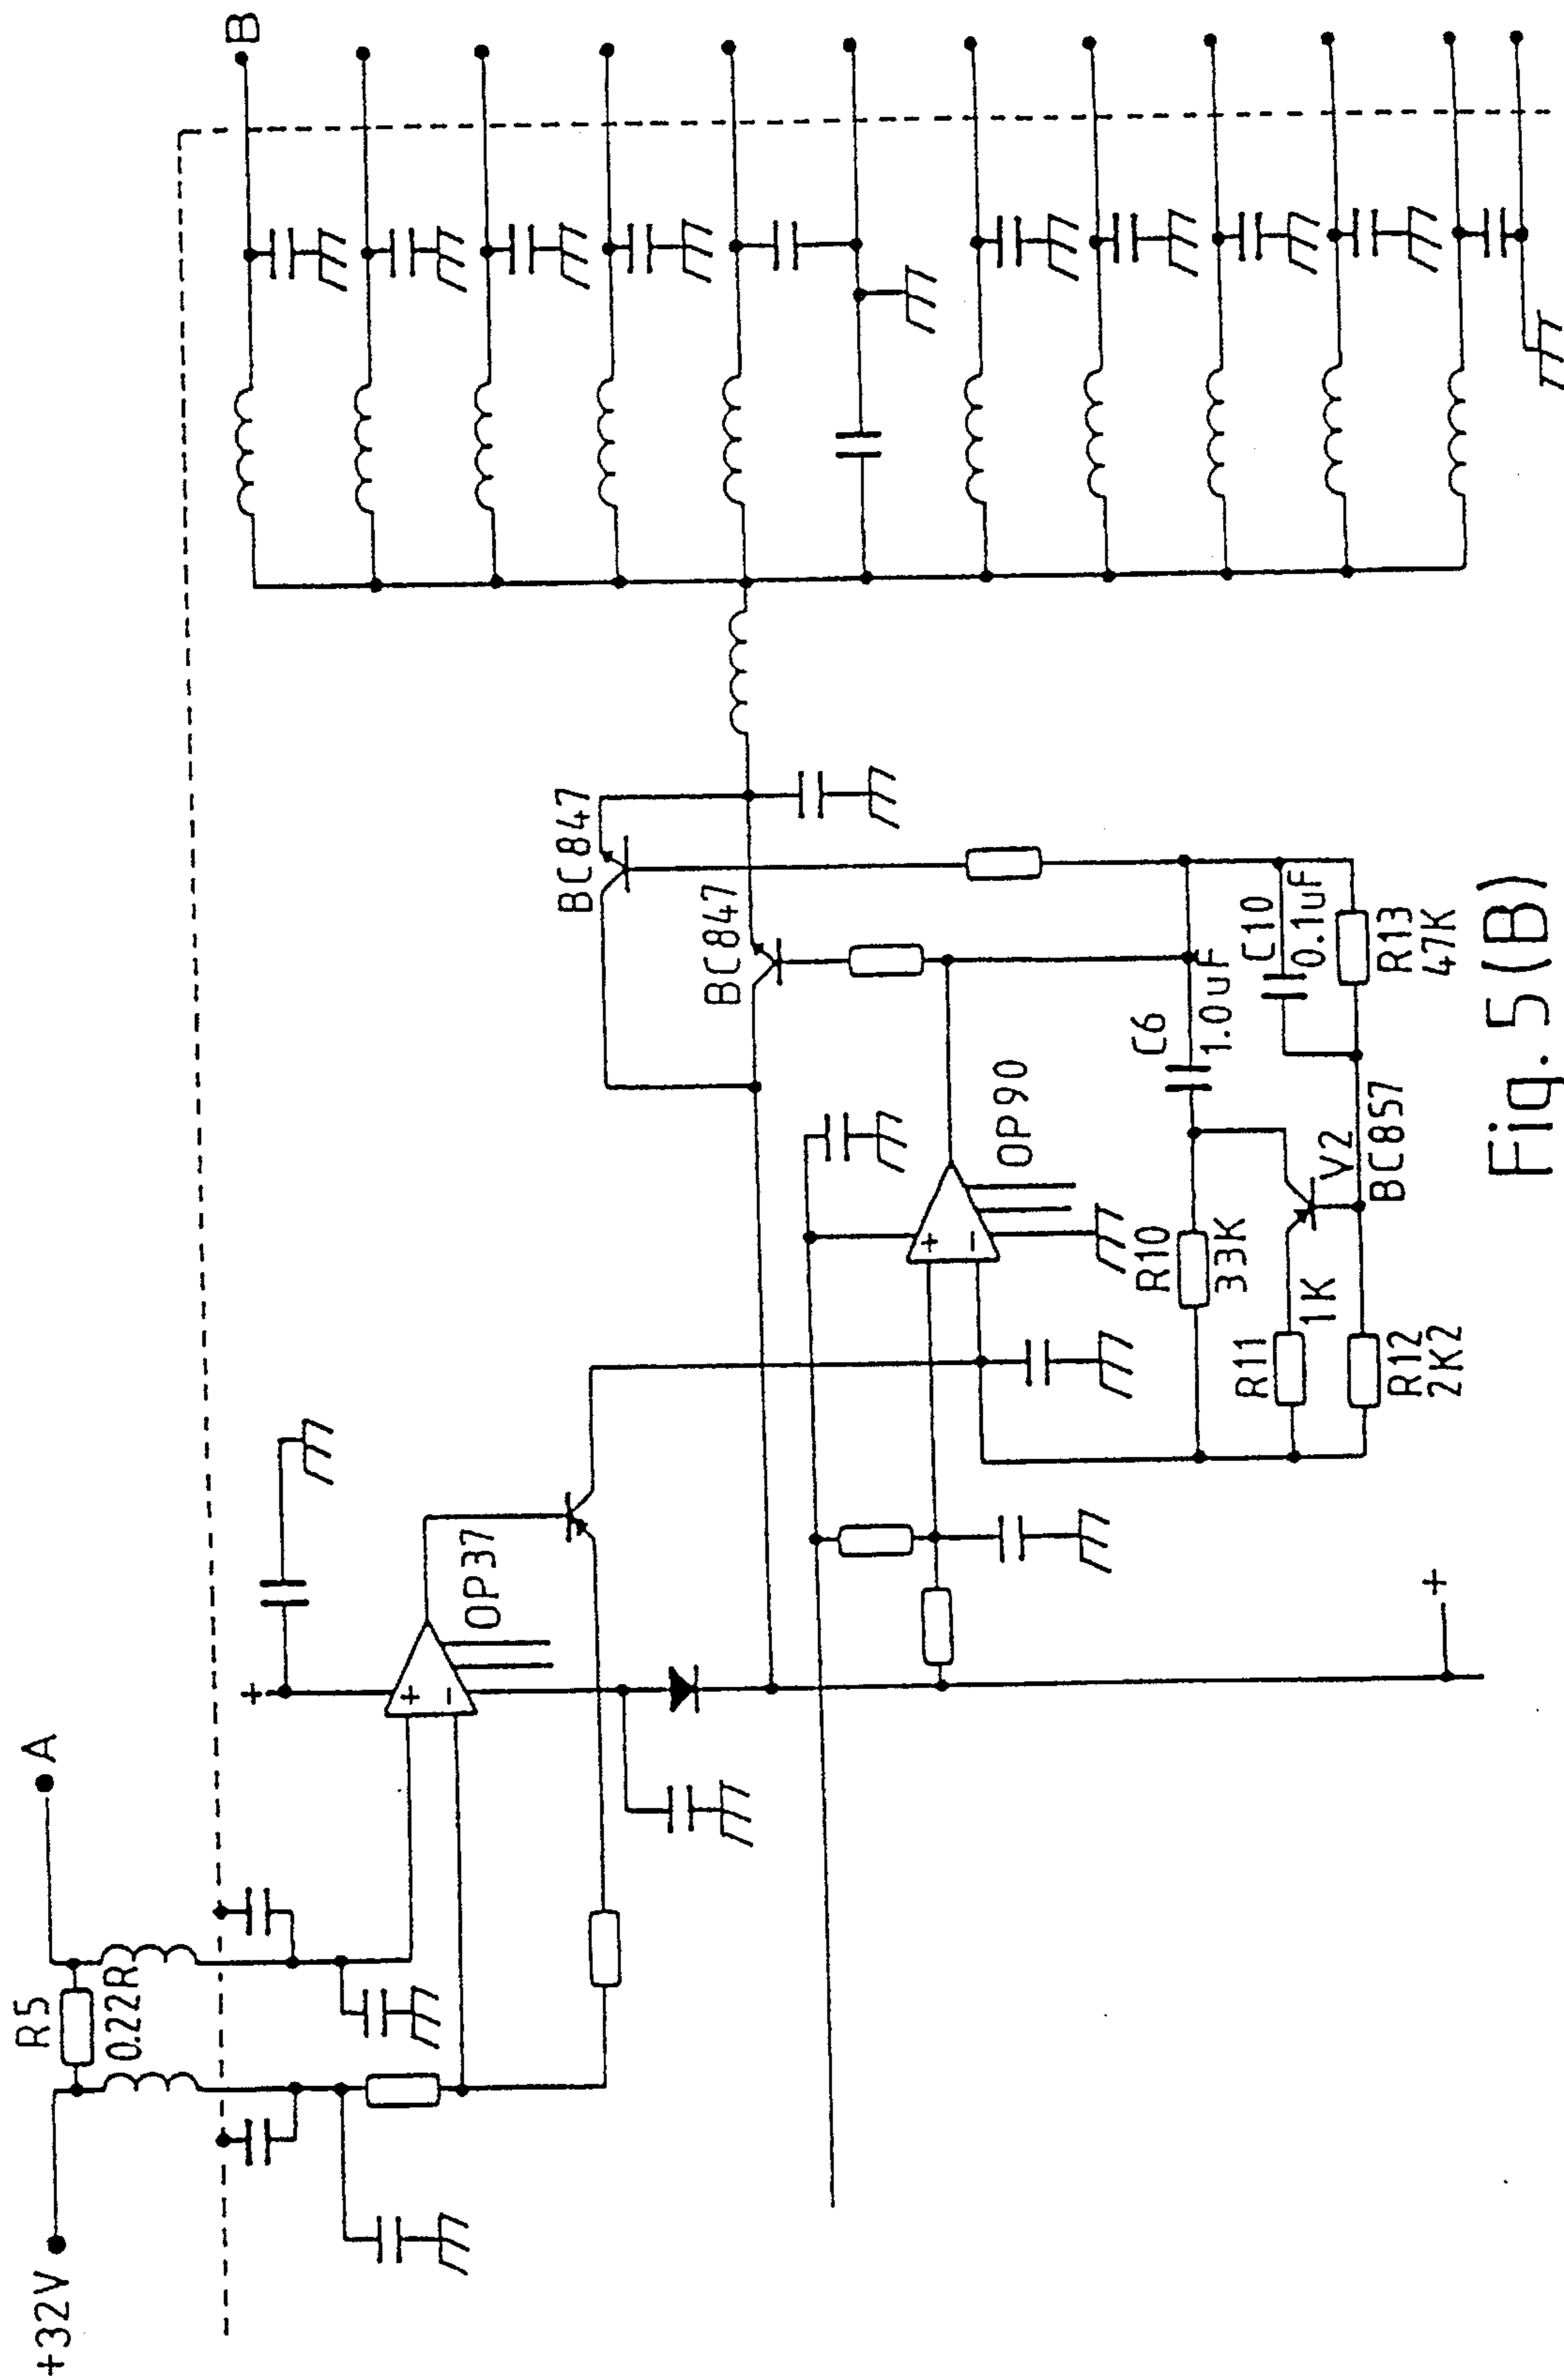 +32V
R5
0.22R
A
B
+
+
-
OP37
BC847
BC847
+
-
OP90
C6
1.0uF
C10
0.1uF
R10
33K
R11
1K
V2
BC857
R12
2K2
R13
47K
+
Fig. 5(B)